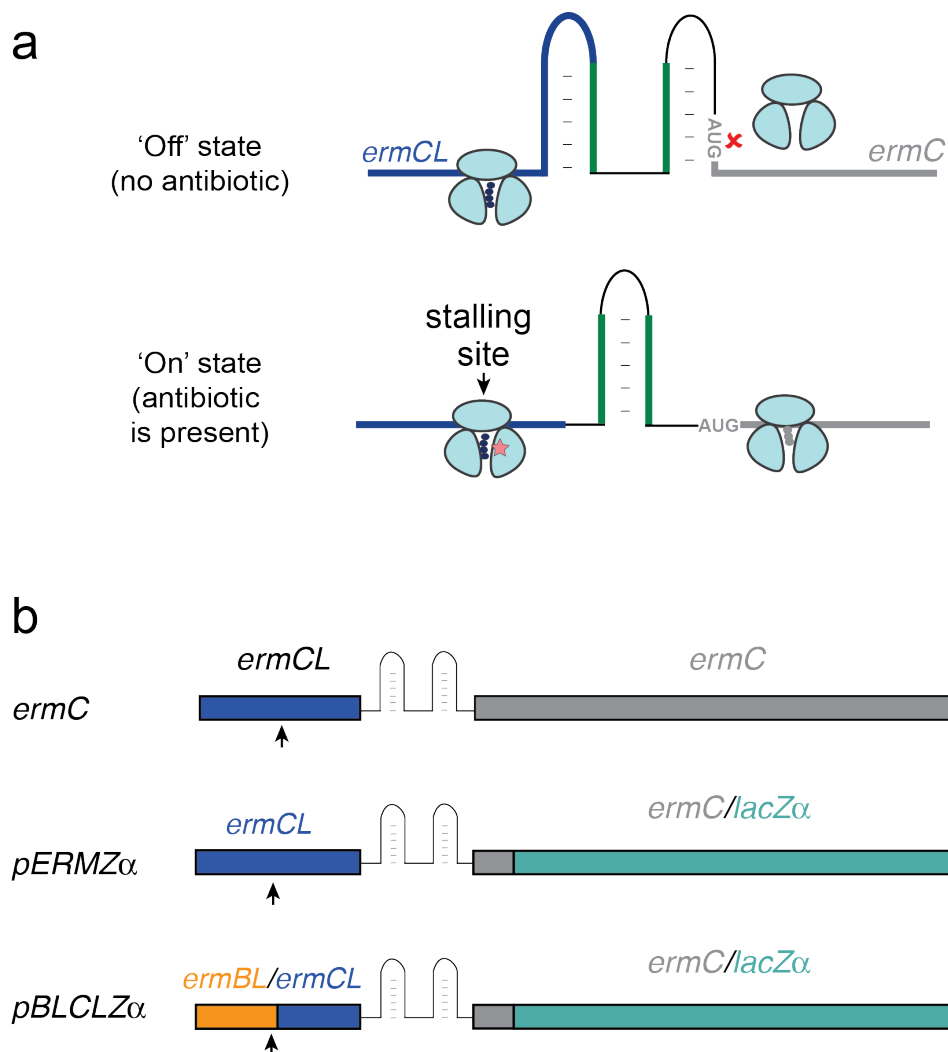 a
'Off' state
(no antibiotic)
ermCL
AUG
x
ermC
stalling
site
'On' state
(antibiotic
is present)
AUG
b
ermCL
ermC
ermC
ermCL
ermC/lacZα
pERMZα
ermBL/ermCL
ermC/lacZα
pBLCLZα